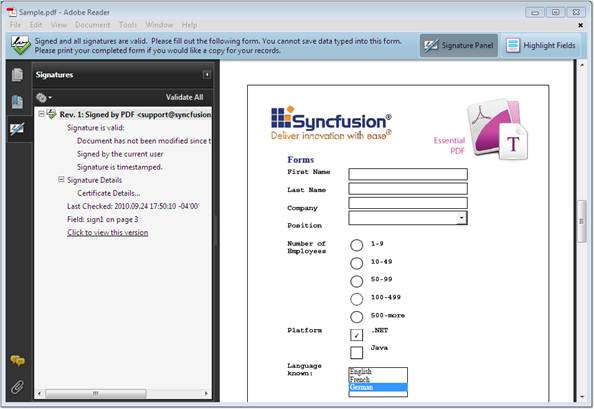 Sample.pdf - Adobe Reader
File Edit View Document Tools Window Help
Signed and all signatures are valid. Please fill out the following form. You cannot save data typed into this form.
Please print your completed form if you would like a copy for your records.
Signature Panel
Highlight Fields
Signatures
Validate All
Rev. 1: Signed by PDF <support@syncfusion
Signature is valid:
Document has not been modified since t
Signed by the current user
Signature is timestamped.
Signature Details
Certificate Details...
Last Checked: 2010.09.24 17:50:10 -04'00'
Field: sign1 on page 3
Click to view this version
Syncfusion®
Deliver innovation with ease®
Essential
PDF
T
Forms
First Name
Last Name
Company
Position
Number of
Employees
1-9
10-49
50-99
100-499
500-more
Platform
.NET
Java
Language
known:
English
French
German